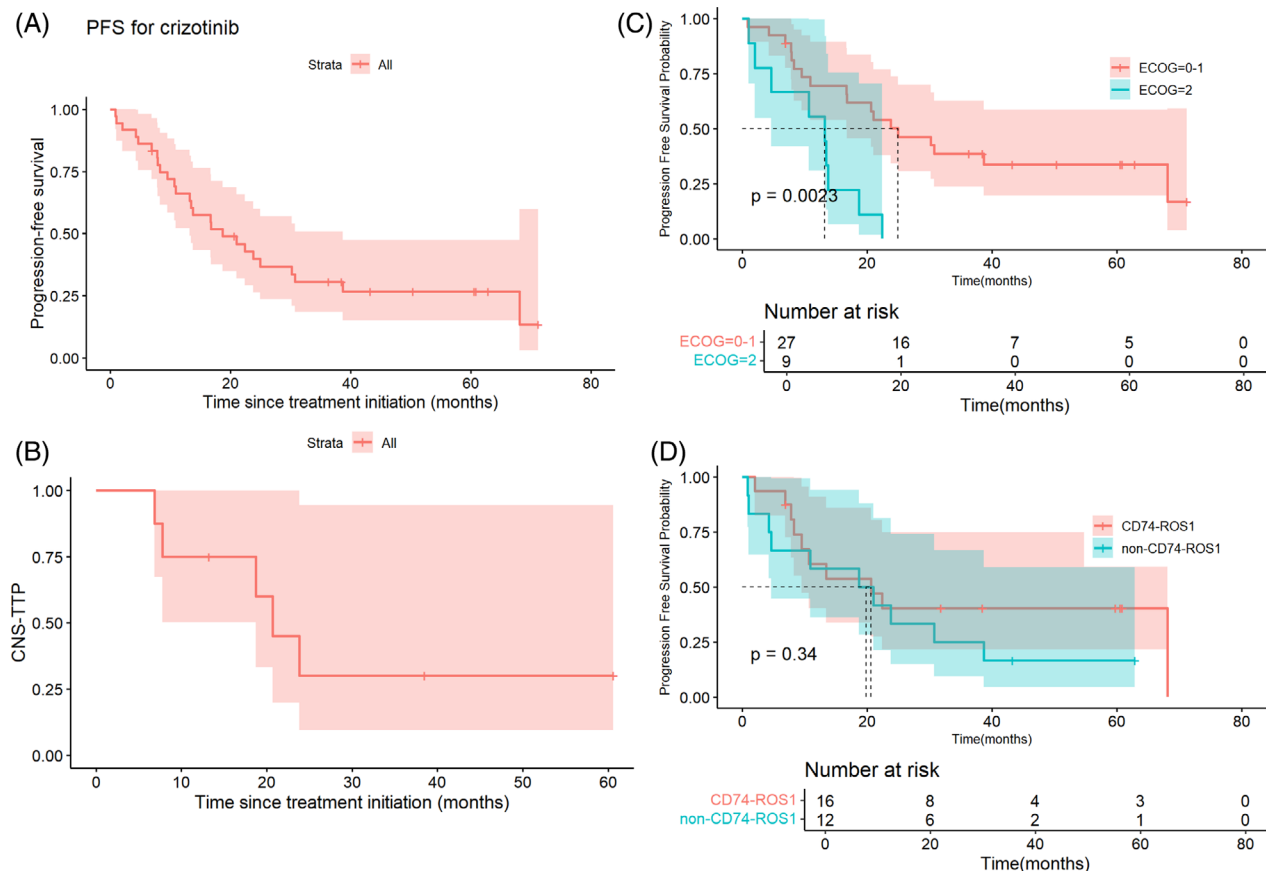 (A)
PFS for crizotinib
Strata All
Progression-free survival
1.00
0.75
0.50
0.25
0.00
0 20 40 60 80
Time since treatment initiation (months)
(B)
Strata All
CNS-TTP
1.00
0.75
0.50
0.25
0.00
0 10 20 30 40 50 60
Time since treatment initiation (months)
(C)
Progression Free Survival Probability
1.00
0.75
0.50
0.25
0.00
ECOG=0-1
ECOG=2
p = 0.0023
0 20 40 60 80
Time(months)
Number at risk
ECOG=0-1 27 16 7 5 0
ECOG=2 9 1 0 0 0
0 20 40 60 80
Time(months)
(D)
Progression Free Survival Probability
1.00
0.75
0.50
0.25
0.00
CD74-ROS1
non-CD74-ROS1
p = 0.34
0 20 40 60 80
Time(months)
Number at risk
CD74-ROS1 16 8 4 3 0
non-CD74-ROS1 12 6 2 1 0
0 20 40 60 80
Time(months)